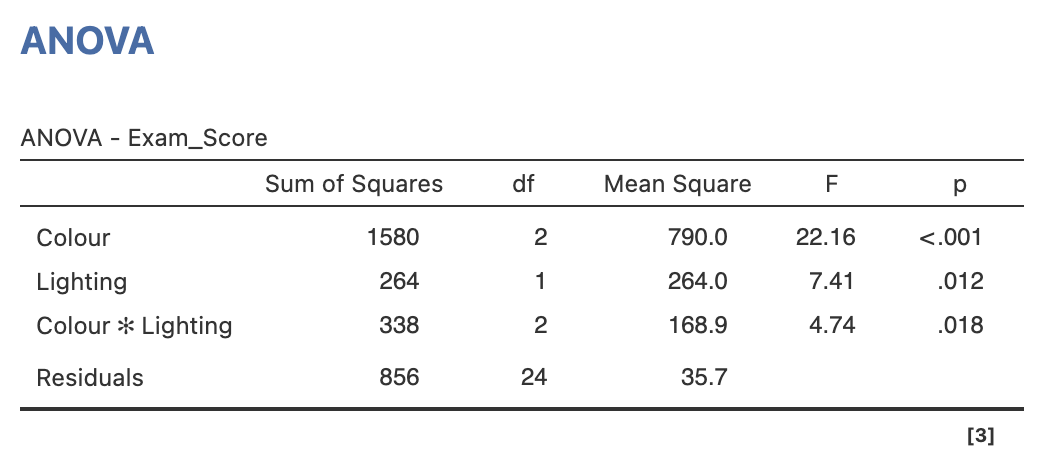 ANOVA
ANOVA - Exam_Score
Sum of Squares df Mean Square F p
Colour 1580 2 790.0 22.16 <.001
Lighting 264 1 264.0 7.41 .012
Colour ✻ Lighting 338 2 168.9 4.74 .018
Residuals 856 24 35.7
[3]